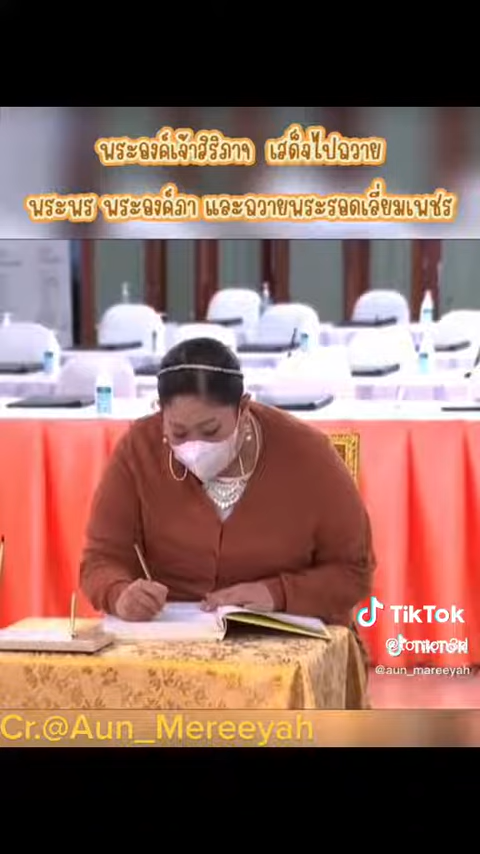 พระองค์เจ้าสิริภาฯ เสด็จไปถวาย
พระพร พระองค์ภา และถวายพระรอดเลี่ยมเพชร
TikTok
TikTok
@aun_mareeyah
Cr.@Aun_Mereeyah